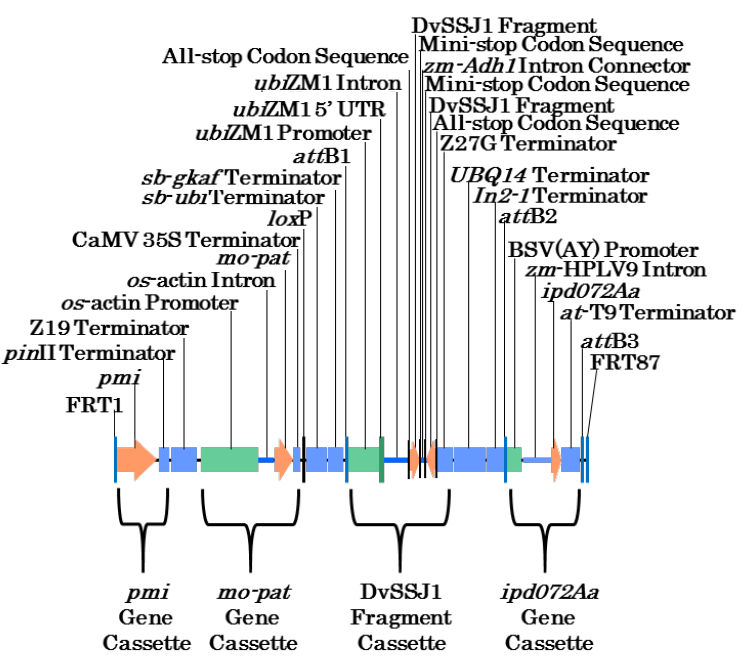 DvSSJ1 Fragment
Mini-stop Codon Sequence
All-stop Codon Sequence
zm-Adh1 Intron Connector
ubiZM1 Intron
Mini-stop Codon Sequence
ubiZM1 5' UTR
DvSSJ1 Fragment
ubiZM1 Promoter
All-stop Codon Sequence
attB1
Z27G Terminator
sb-gkaf Terminator
UBQ14 Terminator
sb-ubi Terminator
In2-1 Terminator
loxP
attB2
CaMV 35S Terminator
BSV(AY) Promoter
mo-pat
zm-HPLV9 Intron
os-actin Intron
ipd072Aa
os-actin Promoter
at-T9 Terminator
Z19 Terminator
attB3
pinII Terminator
FRT87
pmi
FRT1
pmi
Gene
Cassette
mo-pat
Gene
Cassette
DvSSJ1
Fragment
Cassette
ipd072Aa
Gene
Cassette